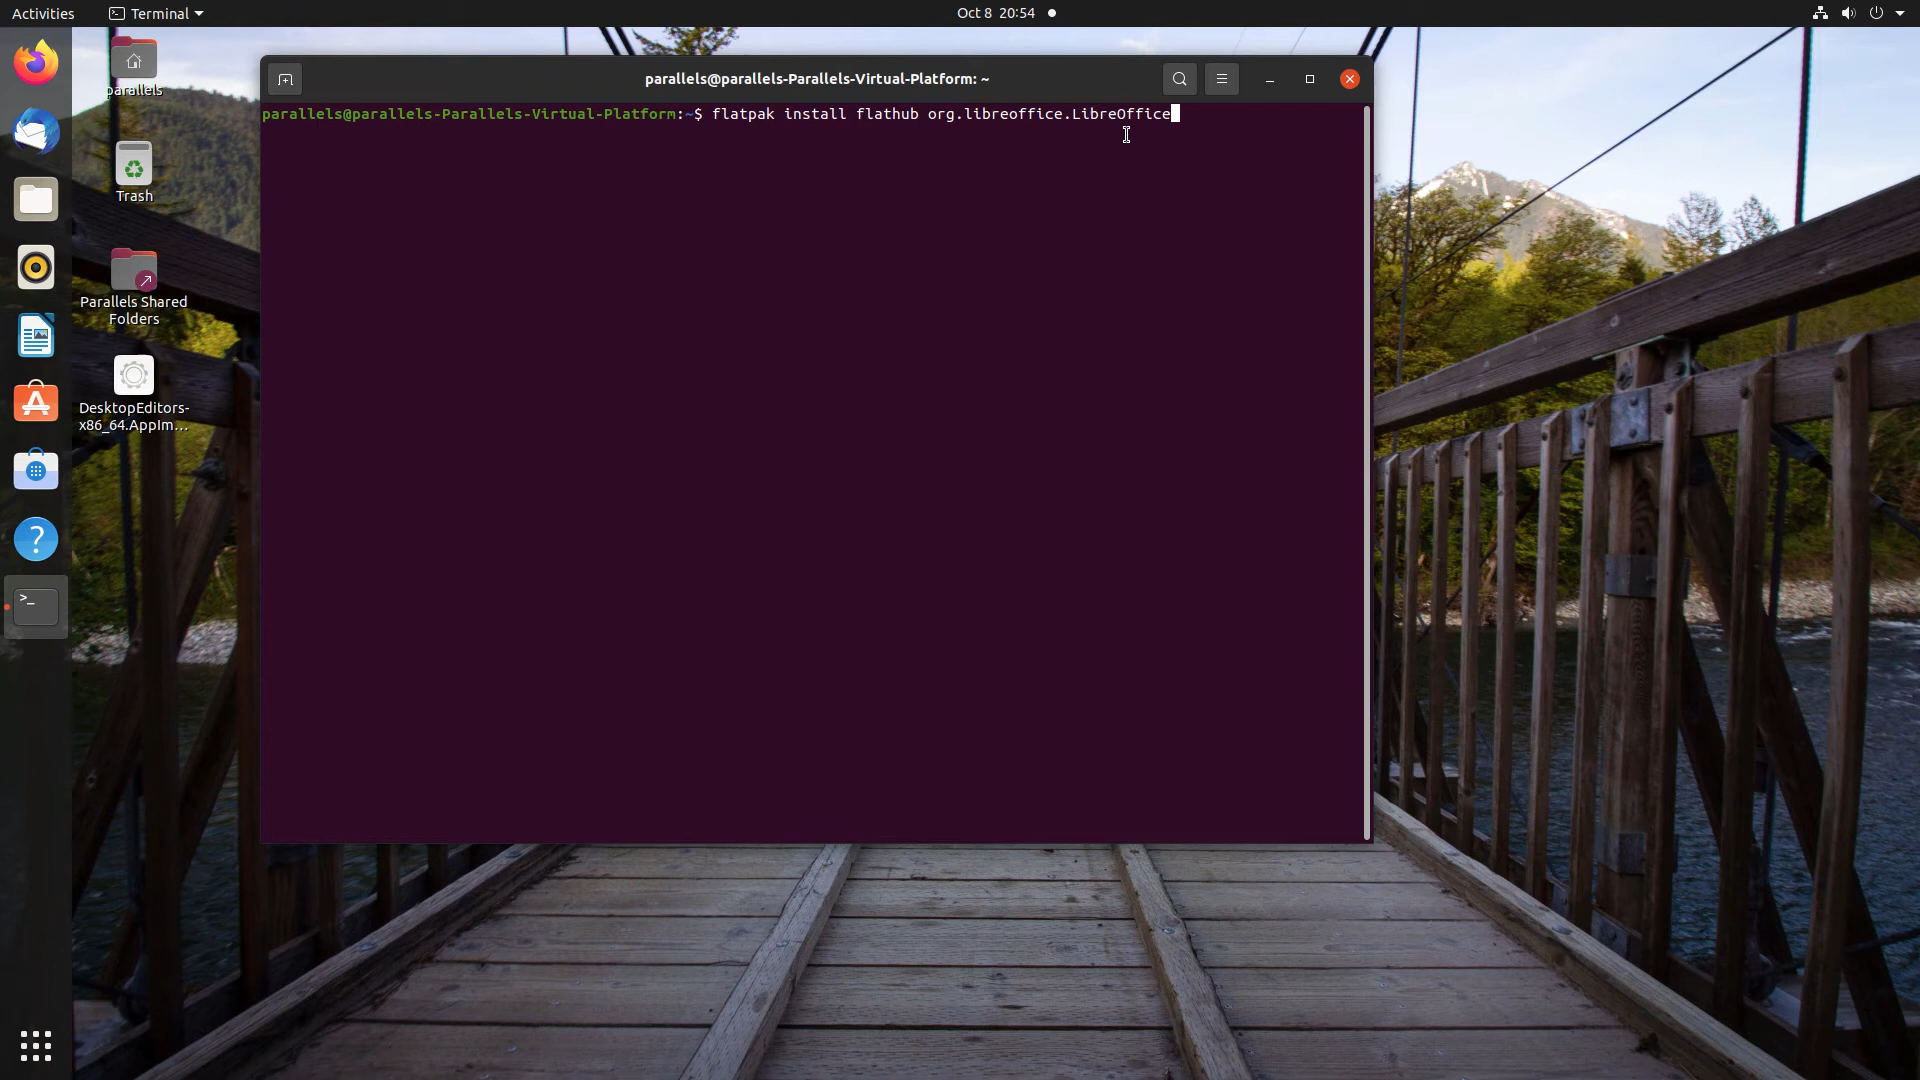 Activities
Terminal
Oct 8 20:54
parallels
Trash
Parallels Shared
Folders
DesktopEditors-
x86_64.AppIm...
parallels@parallels-Parallels-Virtual-Platform: ~
parallels@parallels-Parallels-Virtual-Platform:~$ flatpak install flathub org.libreoffice.LibreOffice